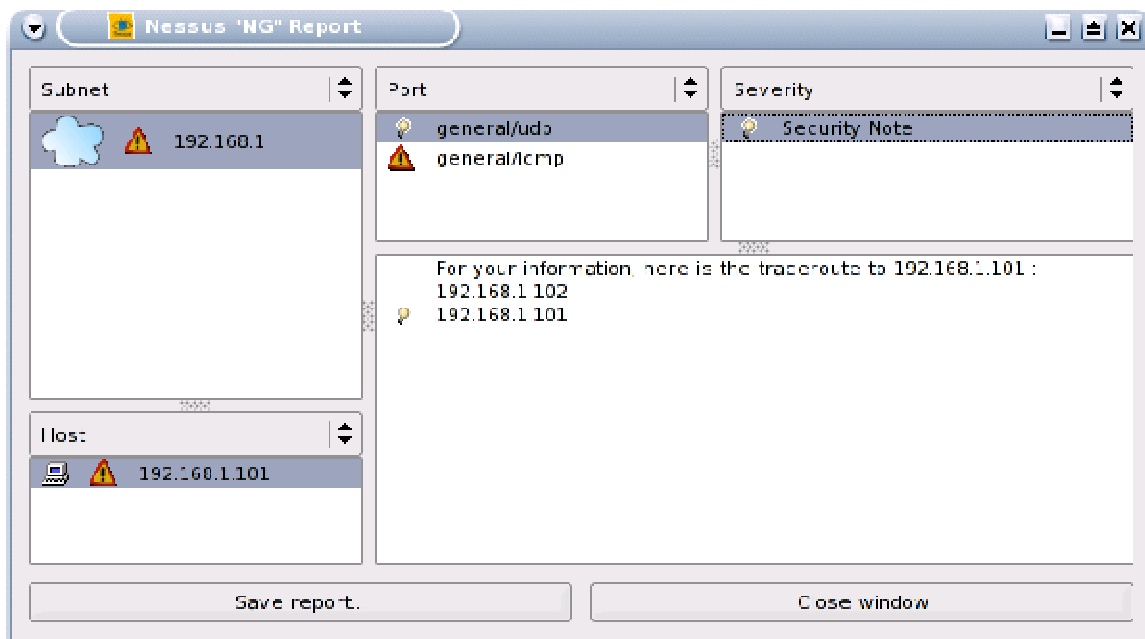 Nessus "NG" Report
Subnet
192.168.1
Host
192.168.1.101
Port
general/udp
general/icmp
Severity
Security Note
For your information, here is the traceroute to 192.168.1.101 :
192.168.1.102
192.168.1.101
Save report.
Close window